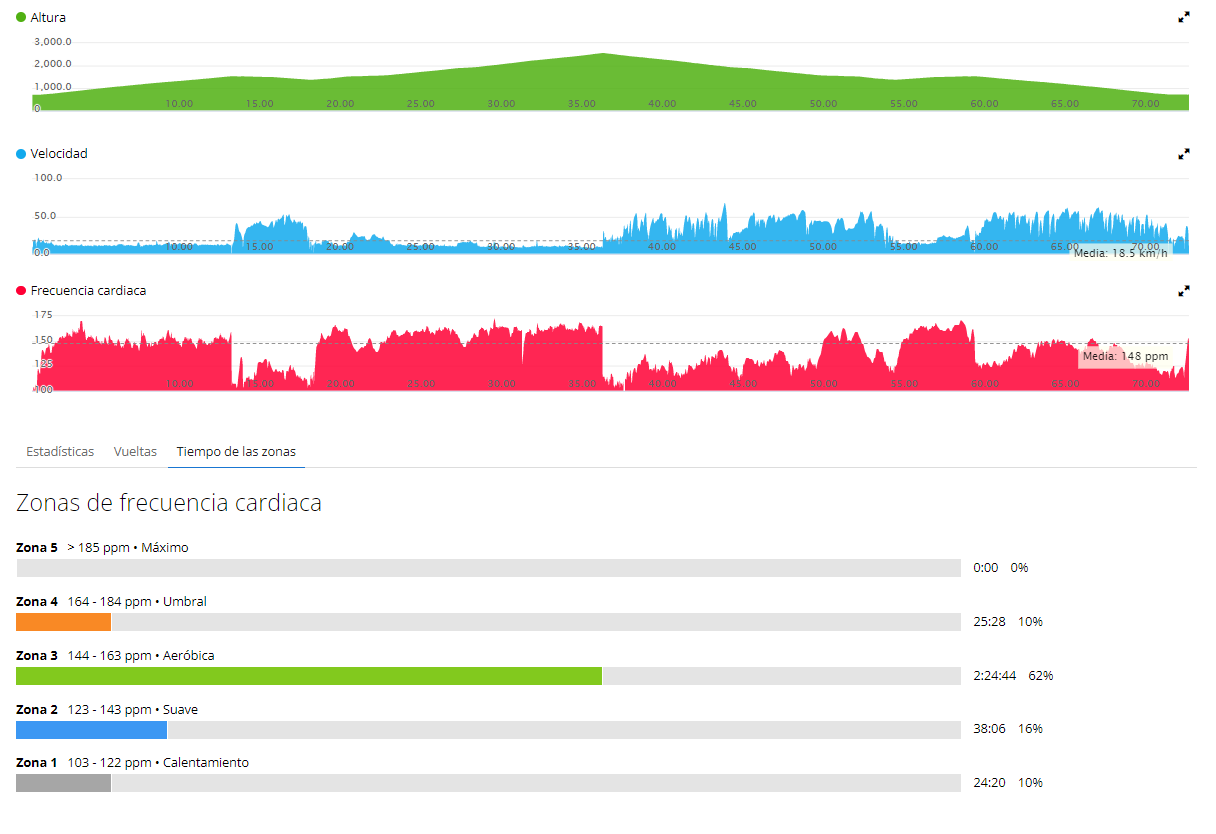 Altura
3,000.0
2,000.0
1,000.0
0
10.00 15.00 20.00 25.00 30.00 35.00 40.00 45.00 50.00 55.00 60.00 65.00 70.00
Velocidad
100.0
50.0
0.0
10.00 15.00 20.00 25.00 30.00 35.00 40.00 45.00 50.00 55.00 60.00 65.00 70.00
Media: 18.5 km/h
Frecuencia cardiaca
175
150
125
100
10.00 15.00 20.00 25.00 30.00 35.00 40.00 45.00 50.00 55.00 60.00 65.00 70.00
Media: 148 ppm
Estadísticas Vueltas Tiempo de las zonas
Zonas de frecuencia cardiaca
Zona 5 > 185 ppm • Máximo
0:00 0%
Zona 4 164 - 184 ppm • Umbral
25:28 10%
Zona 3 144 - 163 ppm • Aeróbica
2:24:44 62%
Zona 2 123 - 143 ppm • Suave
38:06 16%
Zona 1 103 - 122 ppm • Calentamiento
24:20 10%